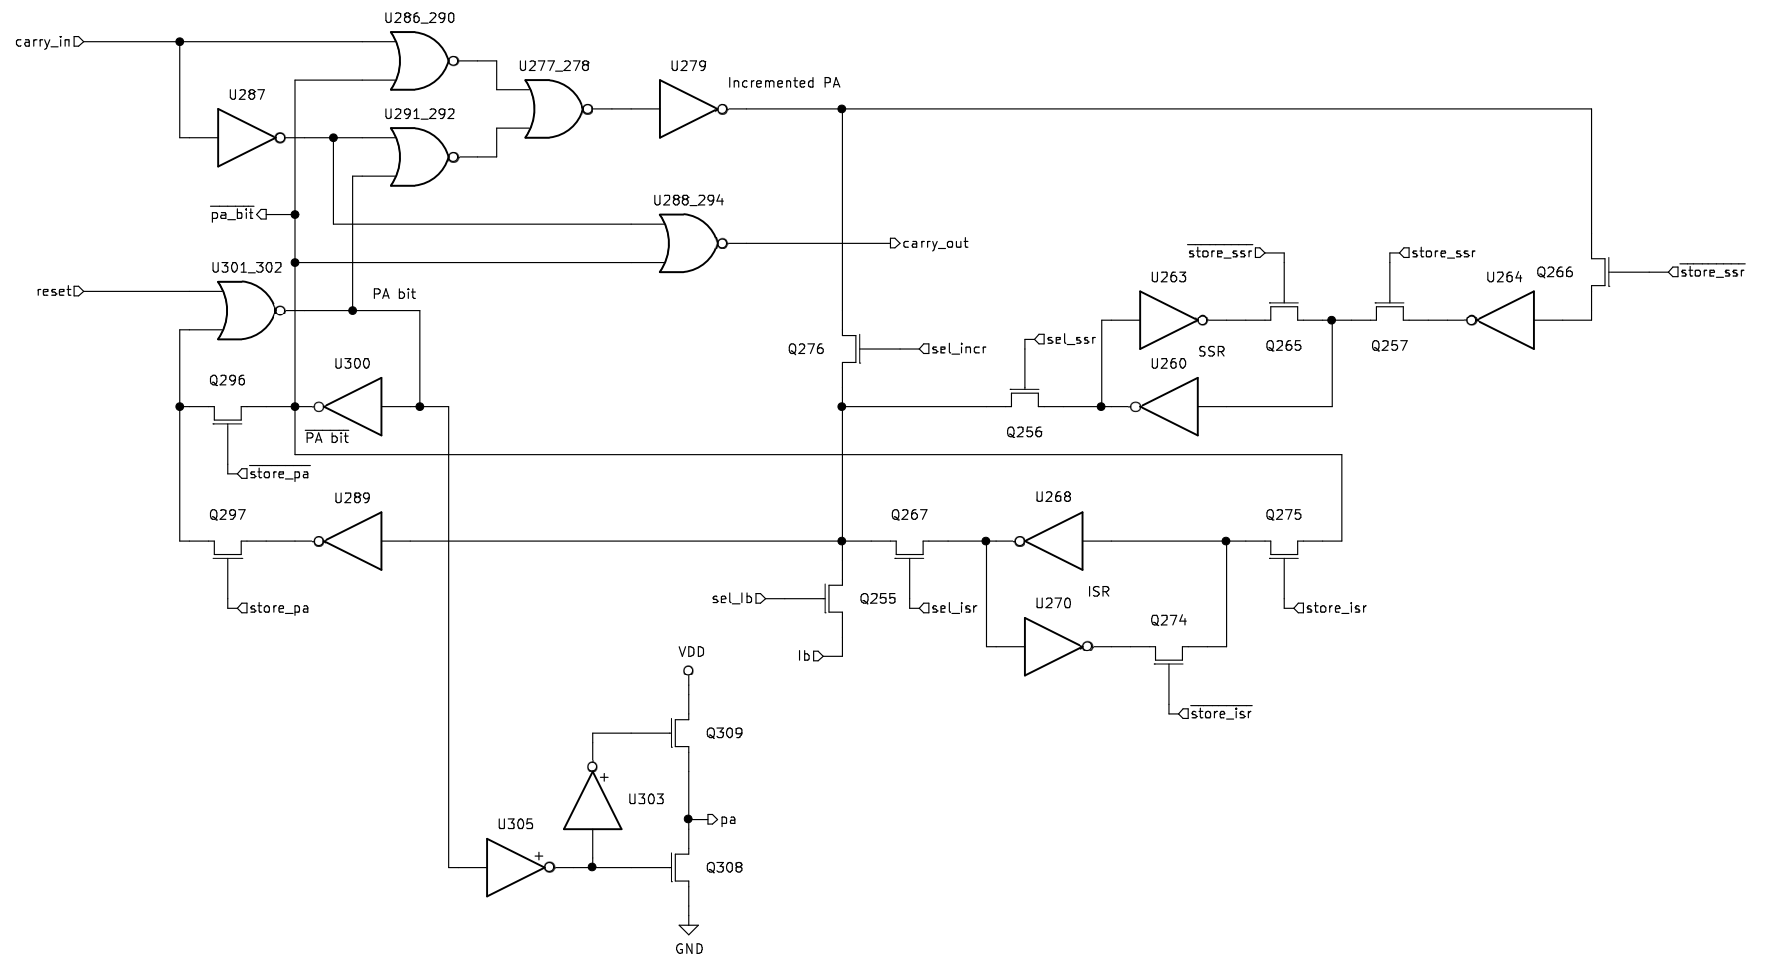 U286_290
carry_in
U277_278
U279
Incremented PA
U287
U291_292
U288_294
pa_bit
carry_out
store_ssr
store_ssr
U301_302
U263
U264
Q266
store_ssr
reset
PA bit
Q276
sel_incr
sel_ssr
SSR
Q265
Q257
Q296
U300
U260
PA bit
Q256
store_pa
U289
U268
Q297
Q267
Q275
ISR
sel_lb
Q255
U270
store_pa
sel_isr
store_isr
Q274
lb
VDD
store_isr
Q309
U303
U305
pa
+
+
Q308
GND